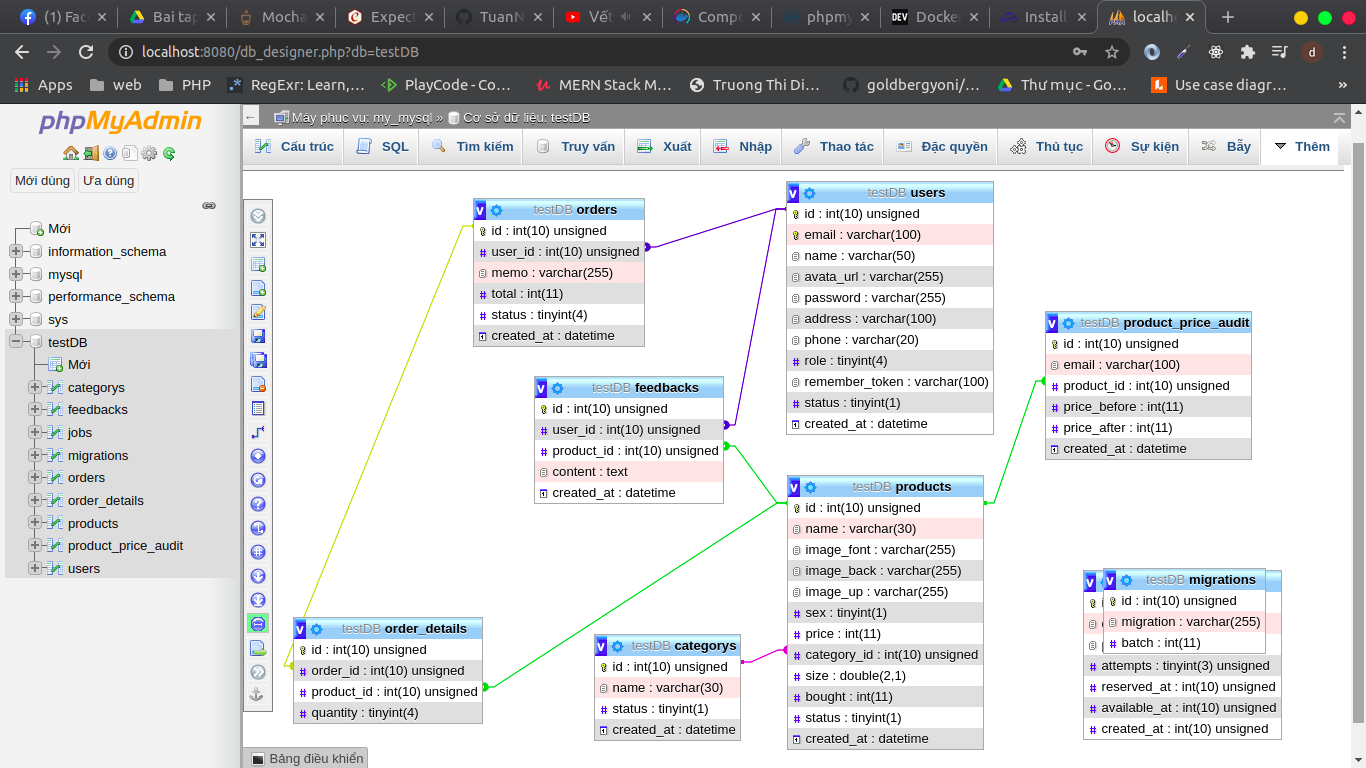 (1) Fac
Bai tap
Mocha
Expect
TuanN
Vết
Compo
phpmy
DEV
Docker
Install
localh
localhost:8080/db_designer.php?db=testDB
d
Apps
web
PHP
RegExr: Learn,…
PlayCode - Co…
MERN Stack M…
Truong Thi Di…
goldbergyoni/…
Thư mục - Go…
Use case diagr…
»
phpMyAdmin
Mới dùng
Ưa dùng
Mới
information_schema
mysql
performance_schema
sys
testDB
Mới
categorys
feedbacks
jobs
migrations
orders
order_details
products
product_price_audit
users
Máy phục vụ: my_mysql » Cơ sở dữ liệu: testDB
Cấu trúc
SQL
Tìm kiếm
Truy vấn
Xuất
Nhập
Thao tác
Đặc quyền
Thủ tục
Sự kiện
Bẫy
Thêm
v testDB orders
id : int(10) unsigned
user_id : int(10) unsigned
memo : varchar(255)
total : int(11)
status : tinyint(4)
created_at : datetime
v testDB users
id : int(10) unsigned
email : varchar(100)
name : varchar(50)
avata_url : varchar(255)
password : varchar(255)
address : varchar(100)
phone : varchar(20)
role : tinyint(4)
remember_token : varchar(100)
status : tinyint(1)
created_at : datetime
v testDB product_price_audit
id : int(10) unsigned
email : varchar(100)
product_id : int(10) unsigned
price_before : int(11)
price_after : int(11)
created_at : datetime
v testDB feedbacks
id : int(10) unsigned
user_id : int(10) unsigned
product_id : int(10) unsigned
content : text
created_at : datetime
v testDB products
id : int(10) unsigned
name : varchar(30)
image_font : varchar(255)
image_back : varchar(255)
image_up : varchar(255)
sex : tinyint(1)
price : int(11)
category_id : int(10) unsigned
size : double(2,1)
bought : int(11)
status : tinyint(1)
created_at : datetime
v testDB order_details
id : int(10) unsigned
order_id : int(10) unsigned
product_id : int(10) unsigned
quantity : tinyint(4)
v testDB categorys
id : int(10) unsigned
name : varchar(30)
status : tinyint(1)
created_at : datetime
v
v testDB migrations
id : int(10) unsigned
migration : varchar(255)
batch : int(11)
attempts : tinyint(3) unsigned
reserved_at : int(10) unsigned
available_at : int(10) unsigned
created_at : int(10) unsigned
Bảng điều khiển